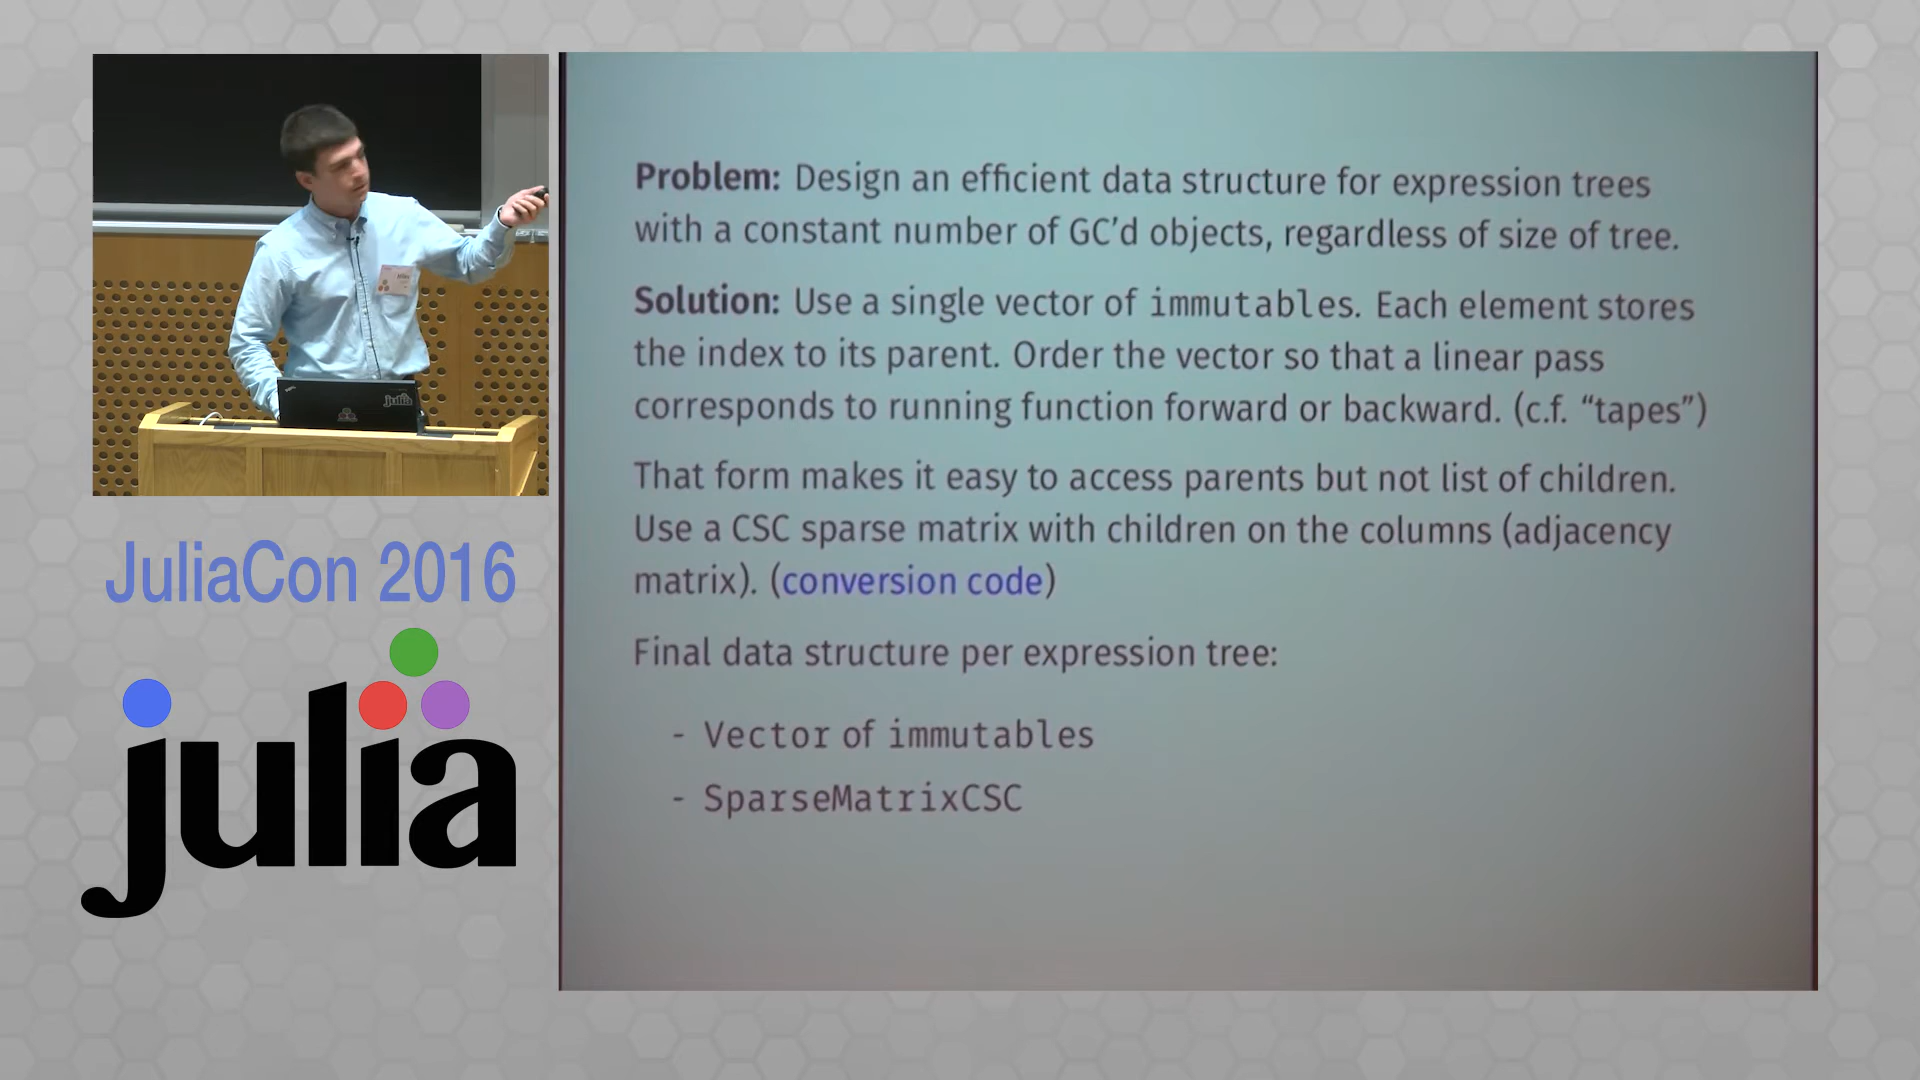 Problem: Design an efficient data structure for expression trees
with a constant number of GC'd objects, regardless of size of tree.
Solution: Use a single vector of immutables. Each element stores
the index to its parent. Order the vector so that a linear pass
corresponds to running function forward or backward. (c.f. “tapes”)
That form makes it easy to access parents but not list of children.
Use a CSC sparse matrix with children on the columns (adjacency
matrix). (conversion code)
Final data structure per expression tree:
- Vector of immutables
- SparseMatrixCSC
julia
JuliaCon 2016
julia